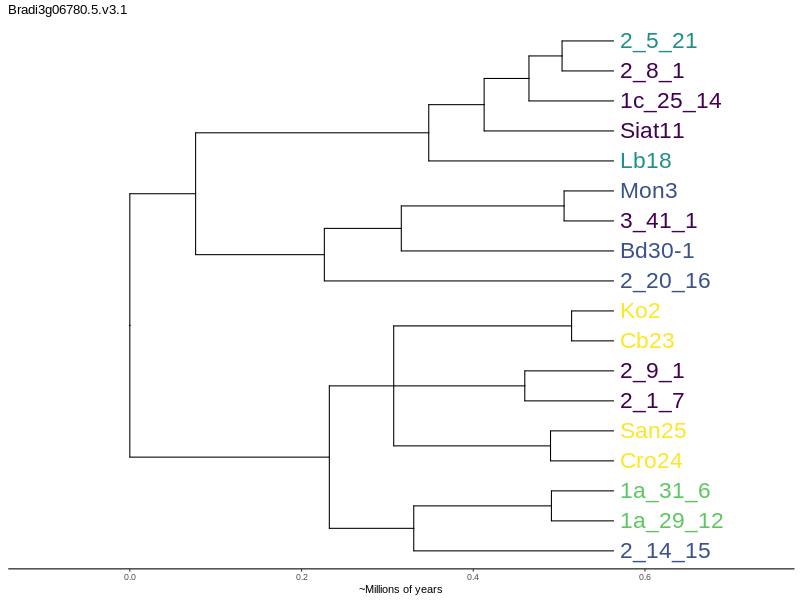 Bradi3g06780.5.v3.1
2_5_21
2_8_1
1c_25_14
Siat11
Lb18
Mon3
3_41_1
Bd30-1
2_20_16
Ko2
Cb23
2_9_1
2_1_7
San25
Cro24
1a_31_6
1a_29_12
2_14_15
0.0 0.2 0.4 0.6
~Millions of years